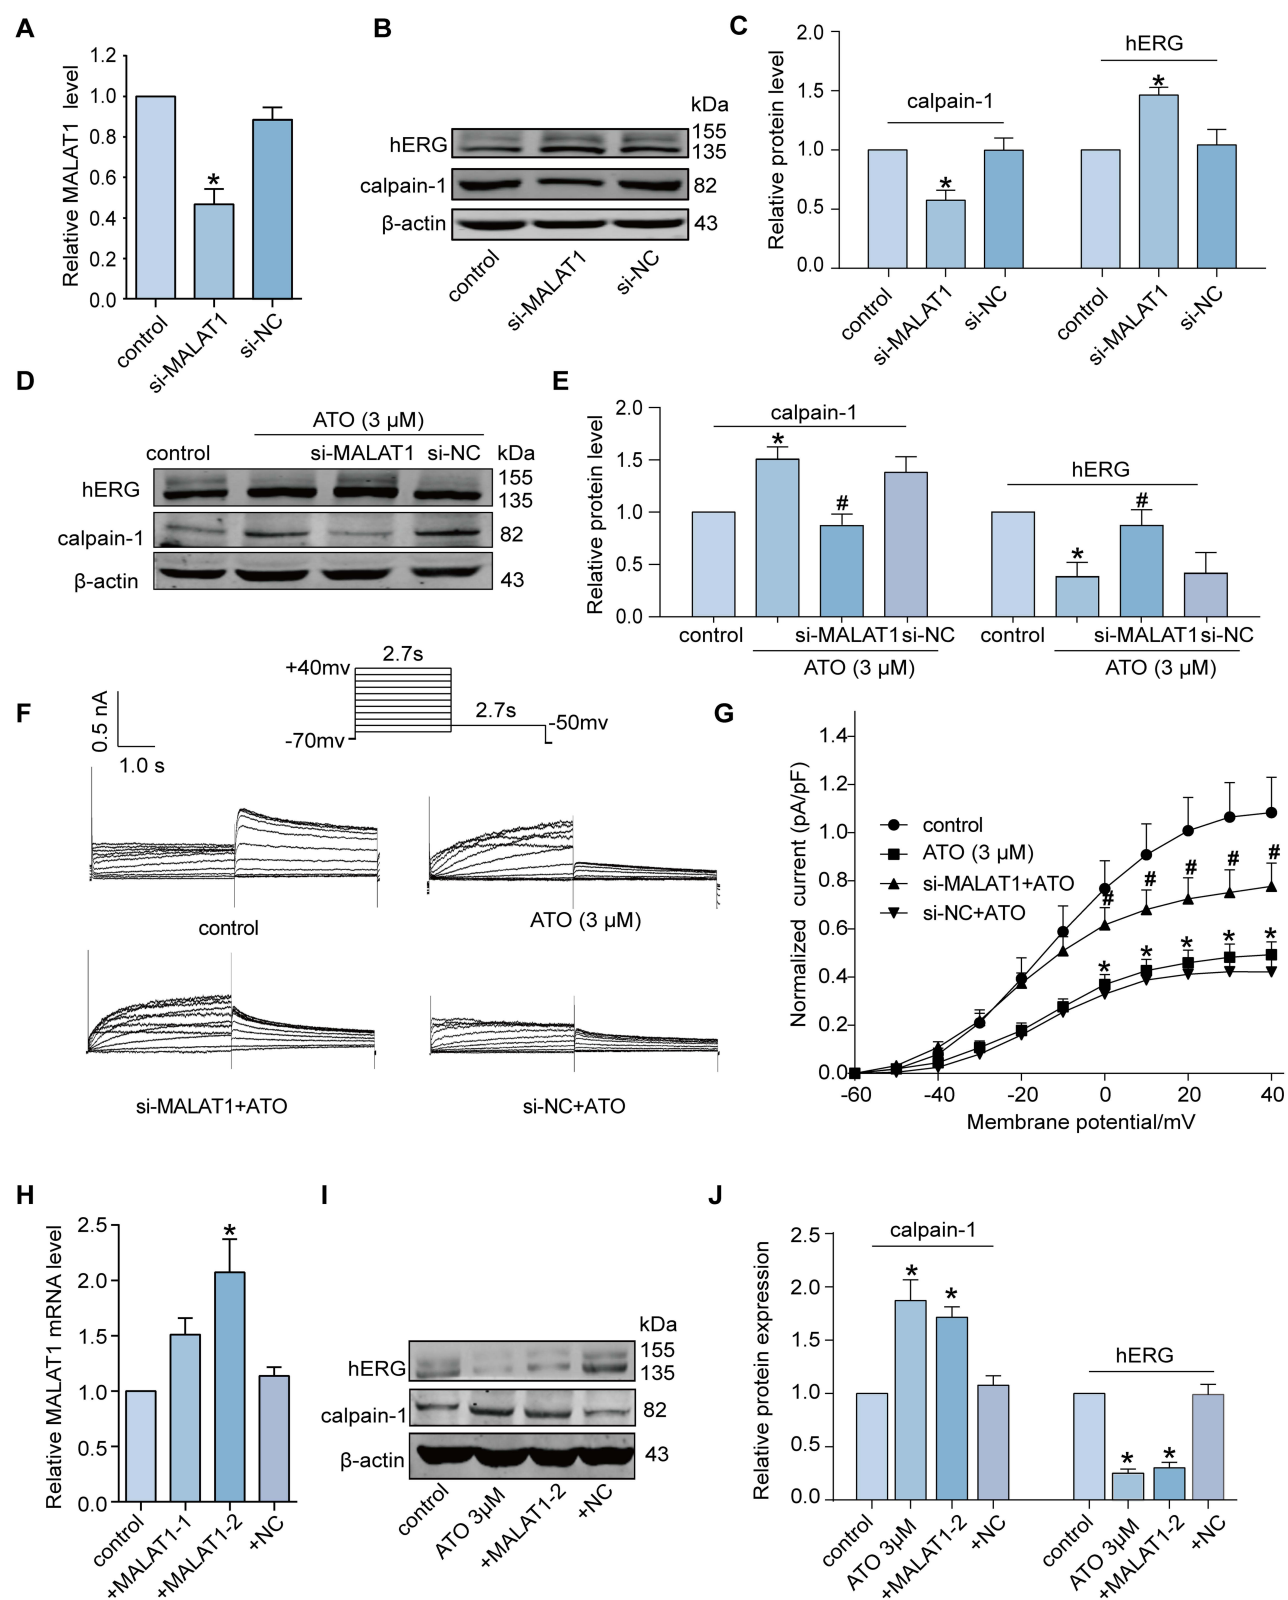 A
Relative MALAT1 level
1.2
1.0
0.8
0.6
0.4
0.2
0.0
*
control
si-MALAT1
si-NC
B
kDa
hERG
155
135
calpain-1
82
β-actin
43
control
si-MALAT1
si-NC
C
Relative protein level
2.0
1.5
1.0
0.5
0.0
calpain-1
hERG
*
*
control
si-MALAT1
si-NC
control
si-MALAT1
si-NC
D
ATO (3 μM)
control
si-MALAT1
si-NC
kDa
hERG
155
135
calpain-1
82
β-actin
43
E
Relative protein level
2.0
1.5
1.0
0.5
0.0
calpain-1
hERG
*
#
*
#
control
si-MALAT1
si-NC
control
si-MALAT1
si-NC
ATO (3 μM)
ATO (3 μM)
F
0.5 nA
1.0 s
+40mv
2.7s
2.7s
-50mv
-70mv
control
ATO (3 μM)
si-MALAT1+ATO
si-NC+ATO
G
Normalized current (pA/pF)
1.4
1.2
1.0
0.8
0.6
0.4
0.2
0.0
control
ATO (3 μM)
si-MALAT1+ATO
si-NC+ATO
# # # # #
* * * * *
-60 -40 -20 0 20 40
Membrane potential/mV
H
Relative MALAT1 mRNA level
2.5
2.0
1.5
1.0
0.5
0.0
*
control
+MALAT1-1
+MALAT1-2
+NC
I
kDa
hERG
155
135
calpain-1
82
β-actin
43
control
ATO 3μM
+MALAT1-2
+NC
J
Relative protein expression
2.5
2.0
1.5
1.0
0.5
0.0
calpain-1
hERG
*
*
*
*
control
ATO 3μM
+MALAT1-2
+NC
control
ATO 3μM
+MALAT1-2
+NC